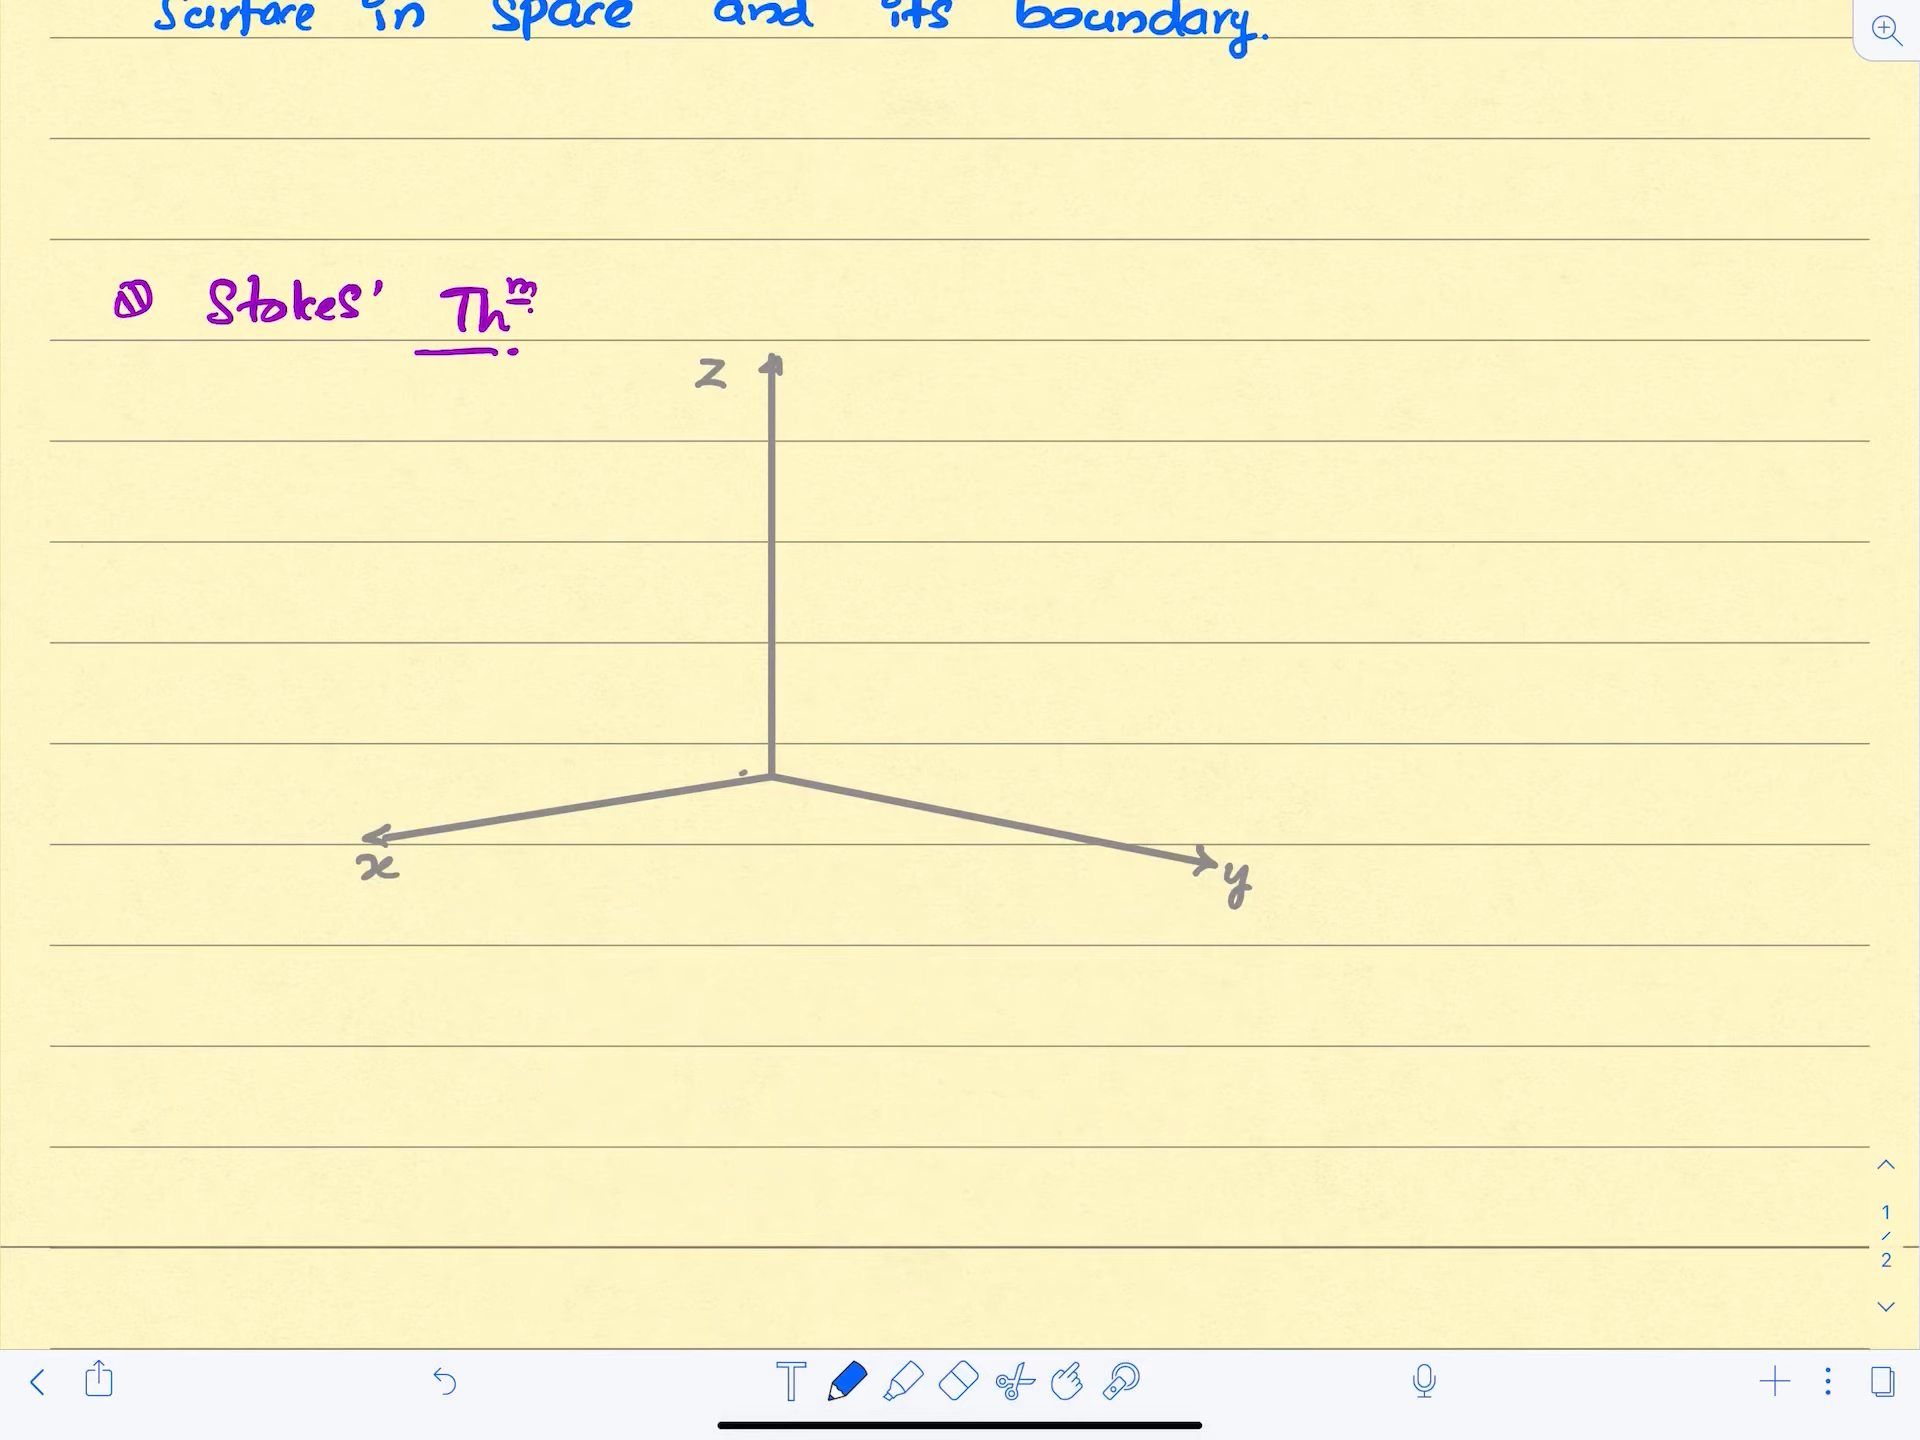 surface in space and its boundary.
Stokes' Thm
z
x
y
1
/
2
T